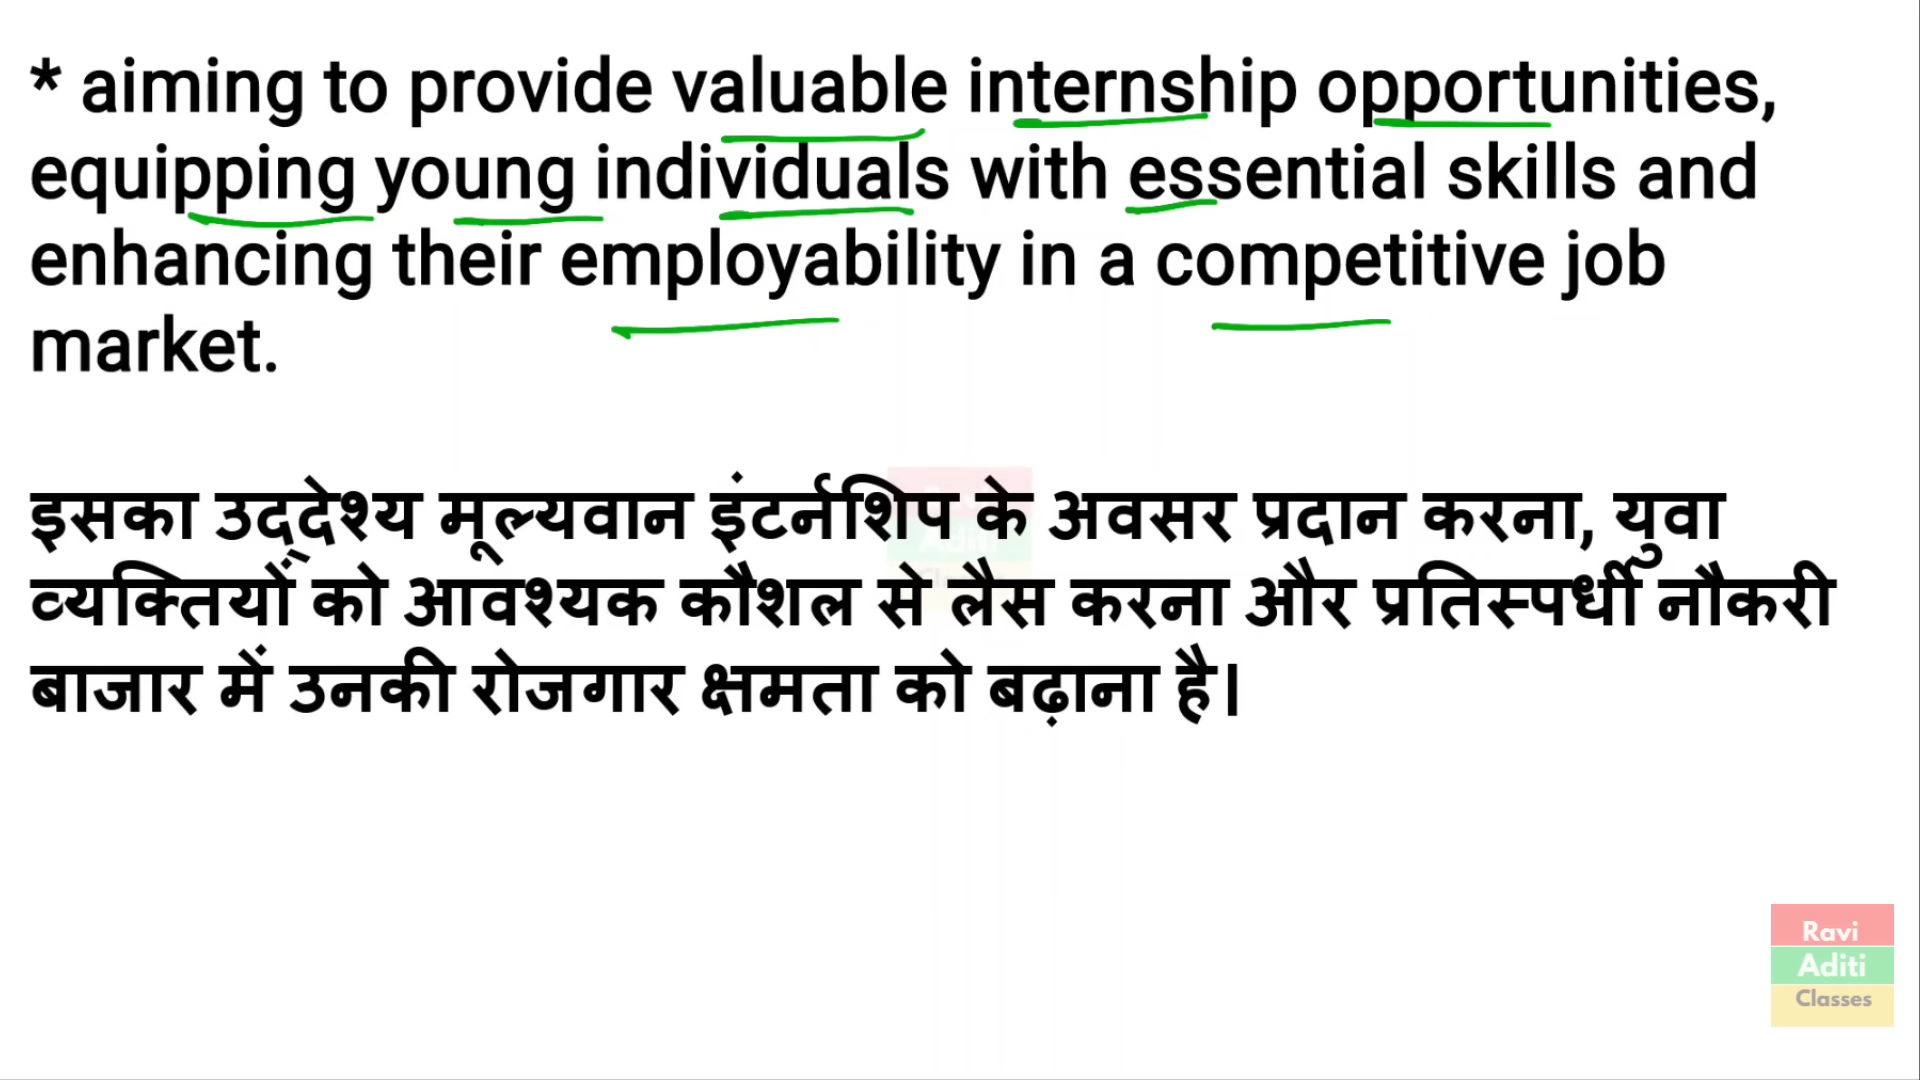 * aiming to provide valuable internship opportunities,
equipping young individuals with essential skills and
enhancing their employability in a competitive job
market.
इसका उद्देश्य मूल्यवान इंटर्नशिप के अवसर प्रदान करना, युवा
व्यक्तियों को आवश्यक कौशल से लैस करना और प्रतिस्पर्धी नौकरी
बाजार में उनकी रोजगार क्षमता को बढ़ाना है।
Ravi
Aditi
Classes